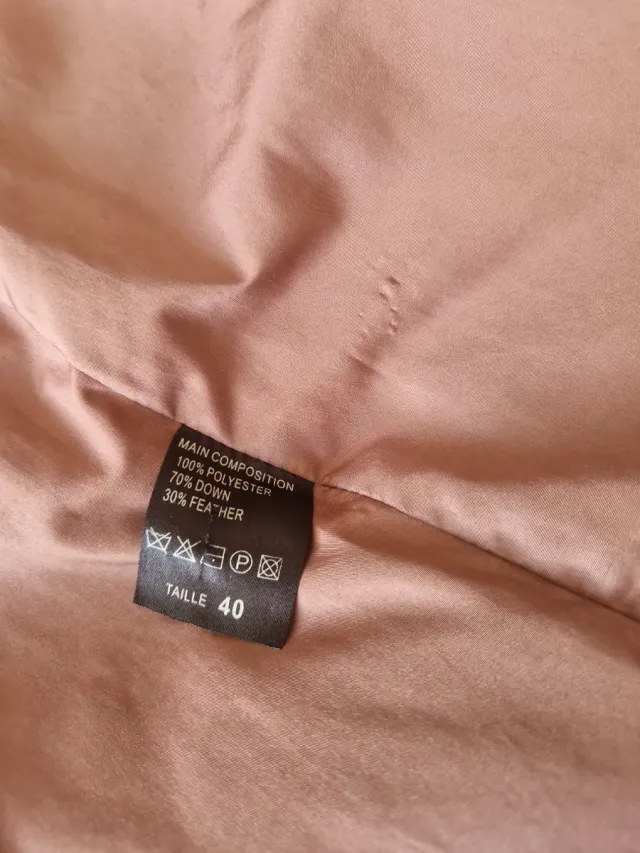 MAIN COMPOSITION
100% POLYESTER
70% DOWN
30% FEATHER
P
TAILLE 40